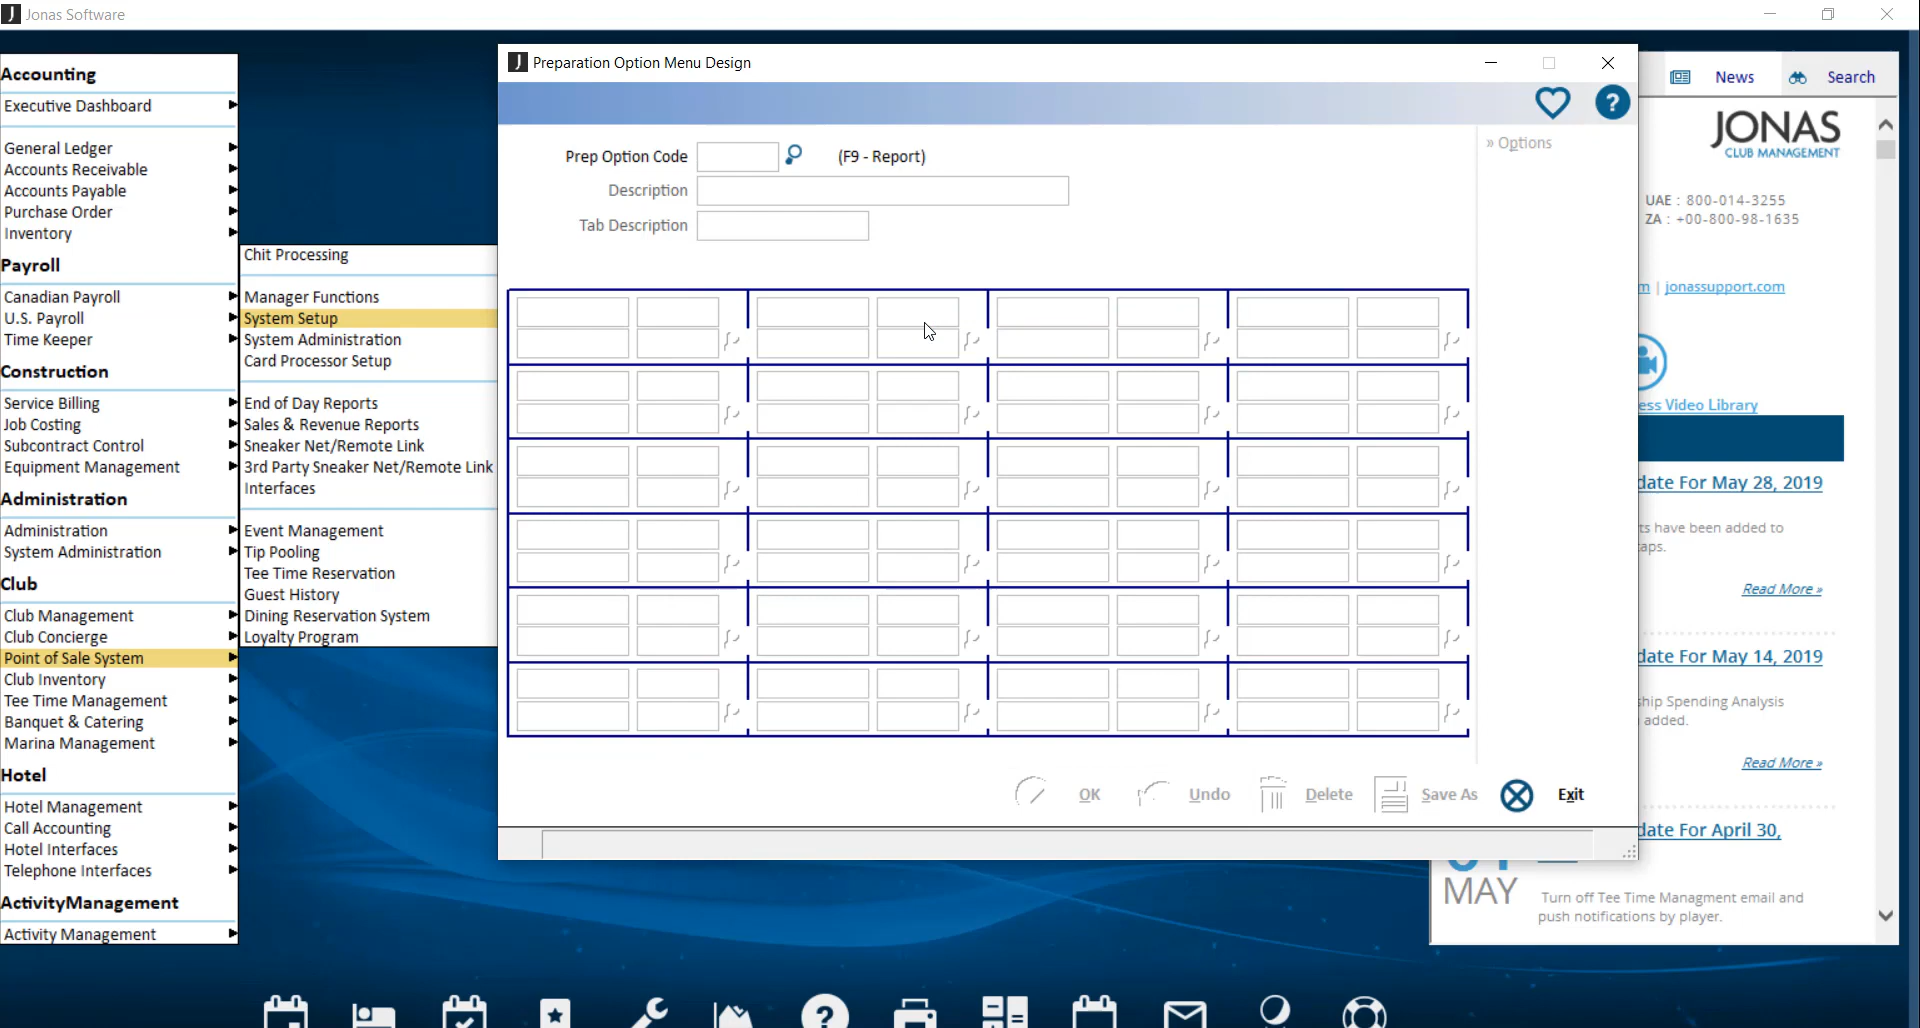 Jonas Software
Accounting
Executive Dashboard
General Ledger
Accounts Receivable
Accounts Payable
Purchase Order
Inventory
Payroll
Canadian Payroll
U.S. Payroll
Time Keeper
Construction
Service Billing
Job Costing
Subcontract Control
Equipment Management
Administration
Administration
System Administration
Club
Club Management
Club Concierge
Point of Sale System
Club Inventory
Tee Time Management
Banquet & Catering
Marina Management
Hotel
Hotel Management
Call Accounting
Hotel Interfaces
Telephone Interfaces
ActivityManagement
Activity Management
Chit Processing
Manager Functions
System Setup
System Administration
Card Processor Setup
End of Day Reports
Sales & Revenue Reports
Sneaker Net/Remote Link
3rd Party Sneaker Net/Remote Link
Interfaces
Event Management
Tip Pooling
Tee Time Reservation
Guest History
Dining Reservation System
Loyalty Program
Preparation Option Menu Design
Prep Option Code (F9 - Report)
Description
Tab Description
» Options
OK Undo Delete Save As Exit
News Search
JONAS
CLUB MANAGEMENT
UAE : 800-014-3255
ZA : +00-800-98-1635
m | jonassupport.com
ess Video Library
date For May 28, 2019
ts have been added to
aps.
Read More »
date For May 14, 2019
ship Spending Analysis
added.
Read More »
date For April 30,
MAY
Turn off Tee Time Managment email and
push notifications by player.